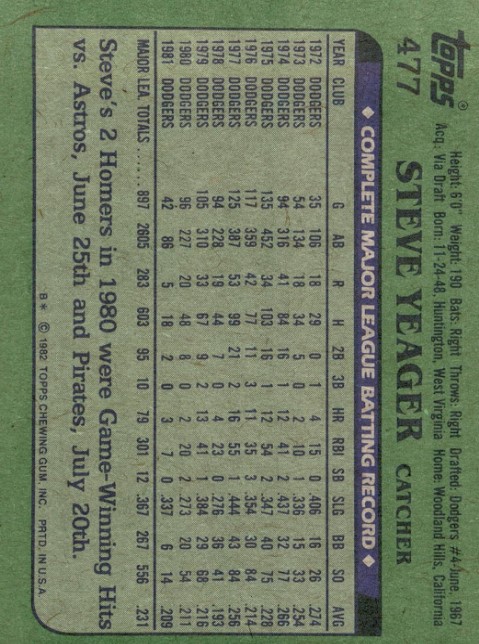 topps®
477
Height: 6'0" Weight: 190 Bats: Right Throws: Right Drafted: Dodgers #4-June, 1967
Acq.: Via Draft Born: 11-24-48, Huntington, West Virginia Home: Woodland Hills, California
STEVE YEAGER CATCHER
◆ COMPLETE MAJOR LEAGUE BATTING RECORD ◆
YEAR CLUB G AB R H 2B 3B HR RBI SB SLG BB SO AVG
1972 DODGERS 35 106 18 29 0 1 4 15 0 .406 16 26 .274
1973 DODGERS 54 134 18 34 5 0 2 10 1 .336 15 33 .254
1974 DODGERS 94 316 41 84 16 1 12 41 2 .437 32 77 .266
1975 DODGERS 135 452 34 103 16 1 12 54 2 .347 40 75 .228
1976 DODGERS 117 359 42 77 11 3 11 35 3 .354 30 84 .214
1977 DODGERS 125 387 53 99 21 2 16 55 1 .444 43 84 .256
1978 DODGERS 94 228 19 44 7 0 4 23 0 .276 36 41 .193
1979 DODGERS 105 310 33 67 9 2 13 41 1 .384 29 68 .216
1980 DODGERS 96 227 20 48 8 0 2 20 2 .273 20 54 .211
1981 DODGERS 42 86 5 18 2 0 3 7 0 .337 6 14 .209
MAJOR LEA. TOTALS ..... 897 2605 283 603 95 10 79 301 12 .367 267 556 .231
Steve's 2 Homers in 1980 were Game-Winning Hits
vs. Astros, June 25th and Pirates, July 20th.
B* © 1982 TOPPS CHEWING GUM, INC. PRTD. IN U.S.A.